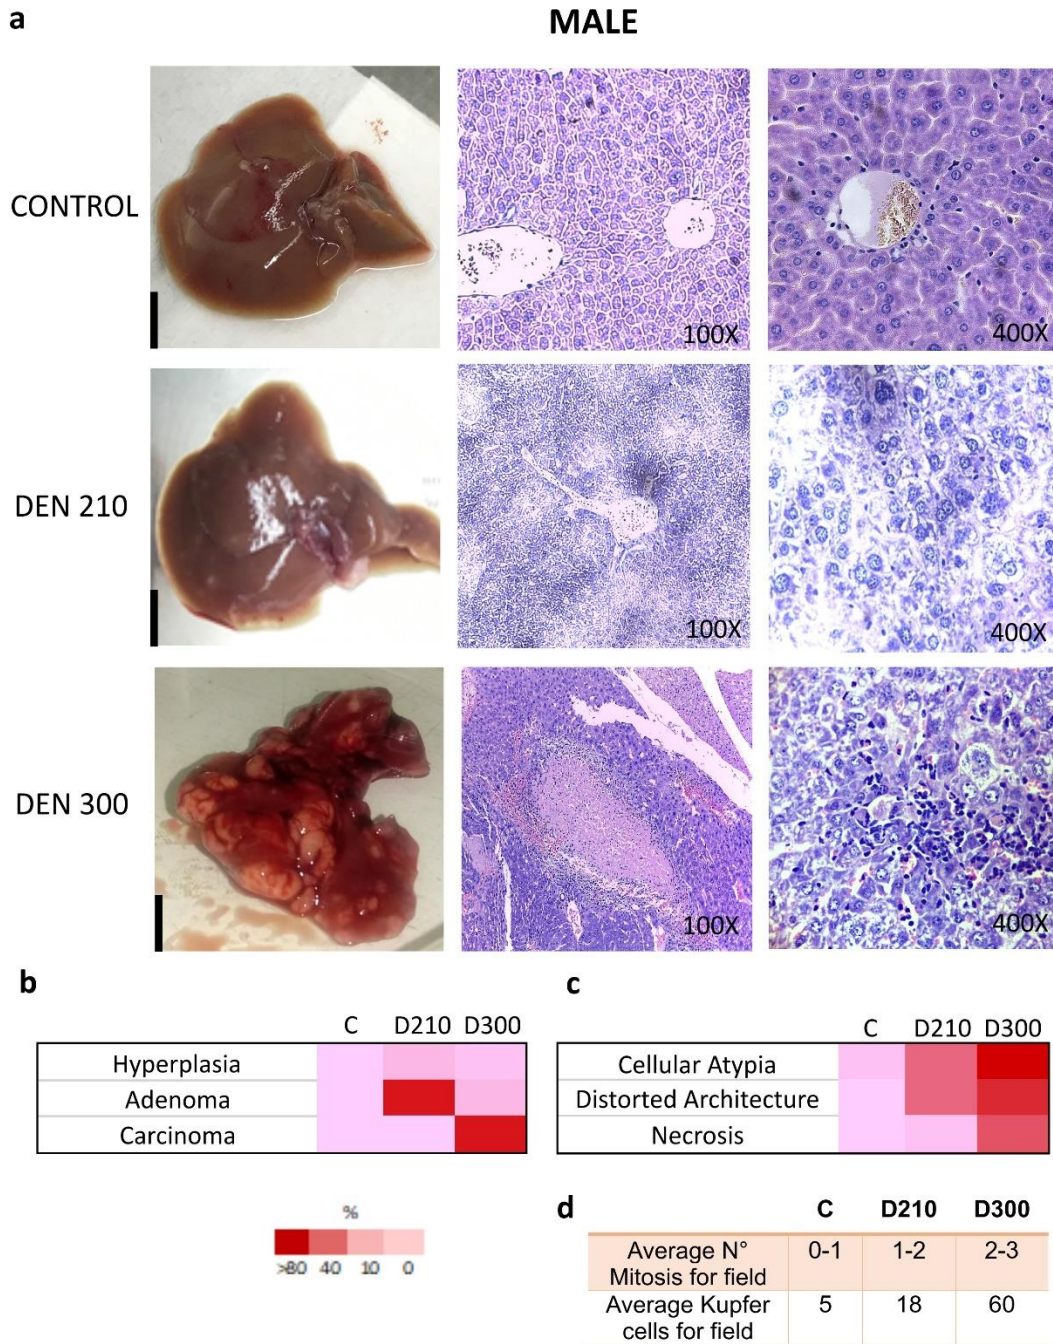 a
MALE
CONTROL
100X
400X
DEN 210
100X
400X
DEN 300
100X
400X
b
C D210 D300
Hyperplasia
Adenoma
Carcinoma
c
C D210 D300
Cellular Atypia
Distorted Architecture
Necrosis
%
>80 40 10 0
d
C D210 D300
Average N° Mitosis for field 0-1 1-2 2-3
Average Kupfer cells for field 5 18 60